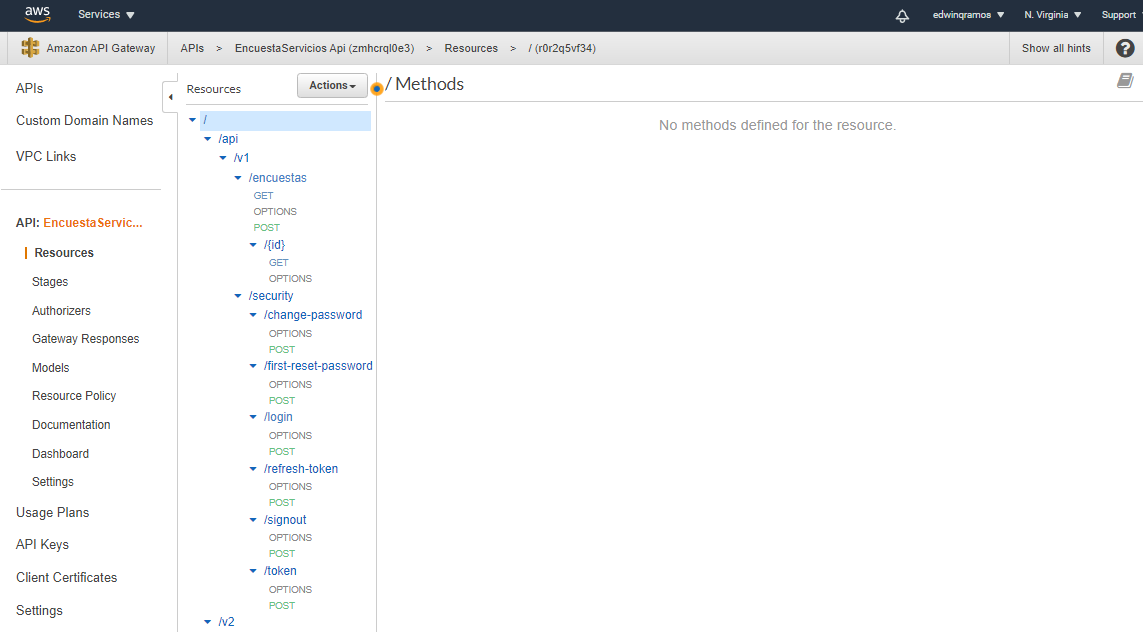 aws Services edwinqramos N. Virginia Support
Amazon API Gateway APIs > EncuestaServicios Api (zmhcrql0e3) > Resources > / (r0r2q5vf34) Show all hints ?
APIs
Custom Domain Names
VPC Links
API: EncuestaServic...
Resources
Stages
Authorizers
Gateway Responses
Models
Resource Policy
Documentation
Dashboard
Settings
Usage Plans
API Keys
Client Certificates
Settings
Resources Actions
/
/api
/v1
/encuestas
GET
OPTIONS
POST
/{id}
GET
OPTIONS
/security
/change-password
OPTIONS
POST
/first-reset-password
OPTIONS
POST
/login
OPTIONS
POST
/refresh-token
OPTIONS
POST
/signout
OPTIONS
POST
/token
OPTIONS
POST
/v2
/ Methods
No methods defined for the resource.